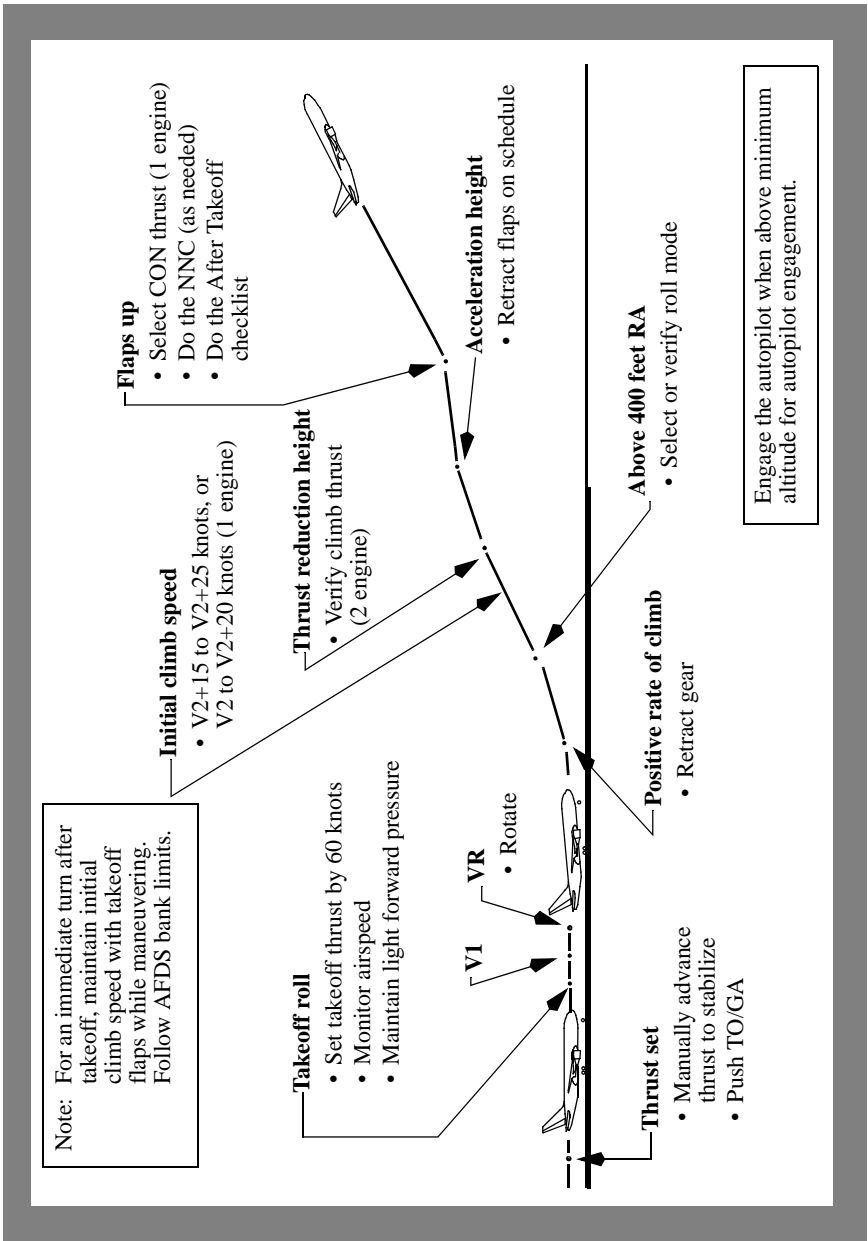 Note: For an immediate turn after
takeoff, maintain initial
climb speed with takeoff
flaps while maneuvering.
Follow AFDS bank limits.
Initial climb speed
• V2+15 to V2+25 knots, or
V2 to V2+20 knots (1 engine)
Flaps up
• Select CON thrust (1 engine)
• Do the NNC (as needed)
• Do the After Takeoff
checklist
Takeoff roll
• Set takeoff thrust by 60 knots
• Monitor airspeed
• Maintain light forward pressure
Thrust reduction height
• Verify climb thrust
(2 engine)
V1
VR
• Rotate
Acceleration height
• Retract flaps on schedule
Thrust set
• Manually advance
thrust to stabilize
• Push TO/GA
Positive rate of climb
• Retract gear
Above 400 feet RA
• Select or verify roll mode
Engage the autopilot when above minimum
altitude for autopilot engagement.